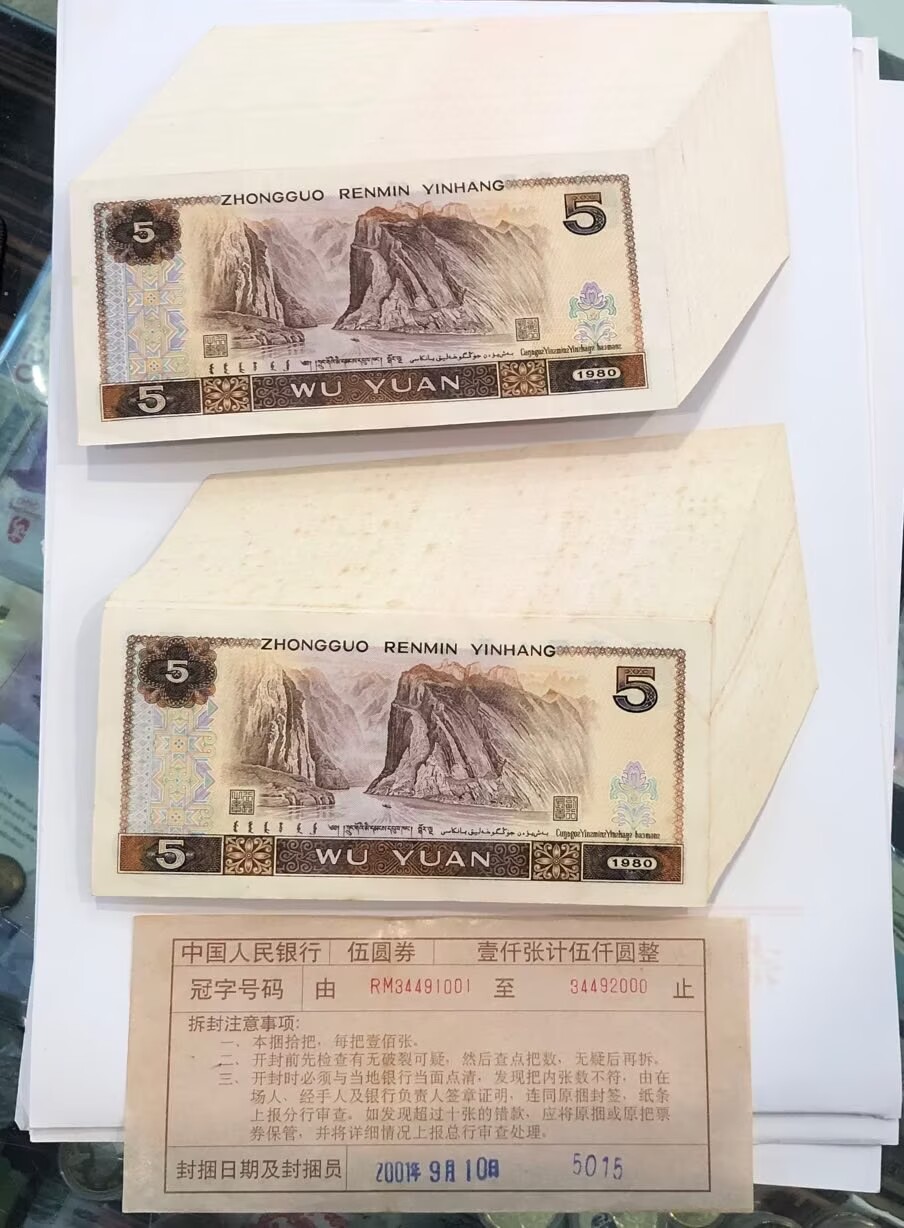 ZHONGGUO RENMIN YINHANG
5
5
WU YUAN
5
1980
ZHONGGUO RENMIN YINHANG
5
5
WU YUAN
5
1980
中国人民银行 伍圆券 壹仟张计伍仟圆整
冠字号码 由 RM34491001 至 34492000 止
拆封注意事项:
一、本捆拾把，每把壹佰张。
二、开封前先检查有无破裂可疑，然后查点把数，无疑后再拆。
三、开封时必须与当地银行当面点清，发现把内张数不符，由在
场人、经手人及银行负责人签章证明，连同原捆封签，纸条
上报分行审查。如发现超过十张的错款，应将原捆或原把票
券保管，并将详细情况上报总行审查处理。
封捆日期及封捆员 2001年9月10日 5015